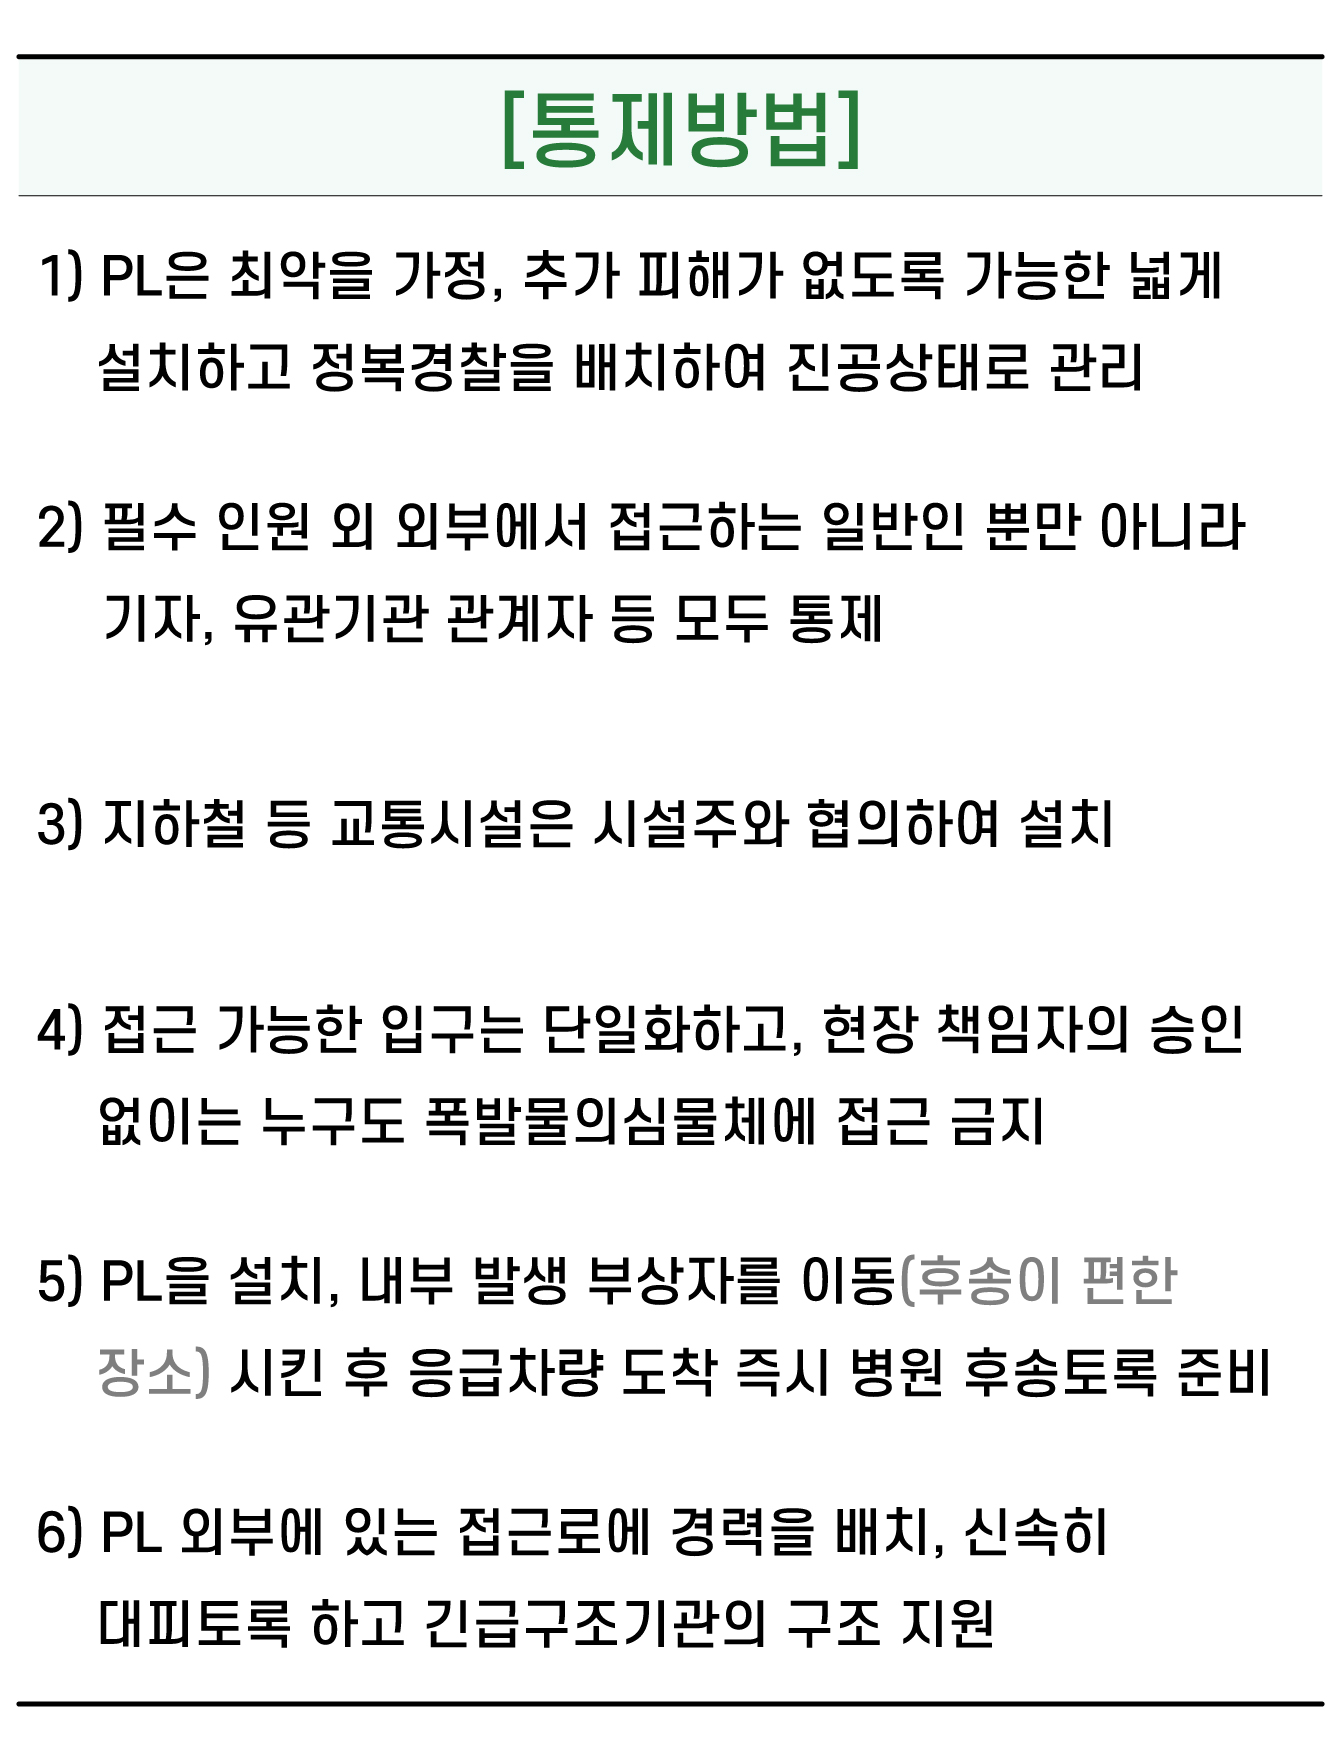 [통제방법]
1) PL은 최악을 가정, 추가 피해가 없도록 가능한 넓게
설치하고 정복경찰을 배치하여 진공상태로 관리
2) 필수 인원 외 외부에서 접근하는 일반인 뿐만 아니라
기자, 유관기관 관계자 등 모두 통제
3) 지하철 등 교통시설은 시설주와 협의하여 설치
4) 접근 가능한 입구는 단일화하고, 현장 책임자의 승인
없이는 누구도 폭발물의심물체에 접근 금지
5) PL을 설치, 내부 발생 부상자를 이동(후송이 편한
장소) 시킨 후 응급차량 도착 즉시 병원 후송토록 준비
6) PL 외부에 있는 접근로에 경력을 배치, 신속히
대피토록 하고 긴급구조기관의 구조 지원